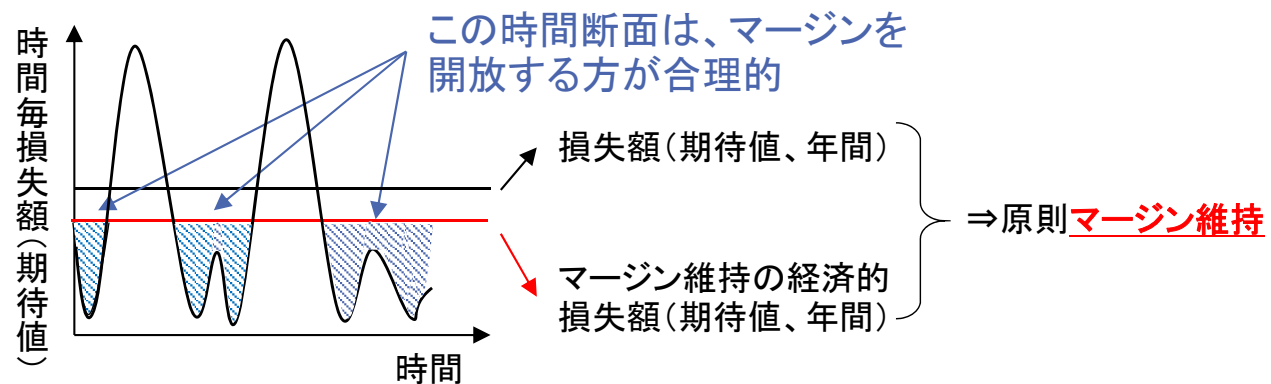 時間毎損失額（期待値）
この時間断面は、マージンを
開放する方が合理的
損失額（期待値、年間）
⇒原則マージン維持
マージン維持の経済的
損失額（期待値、年間）
時間